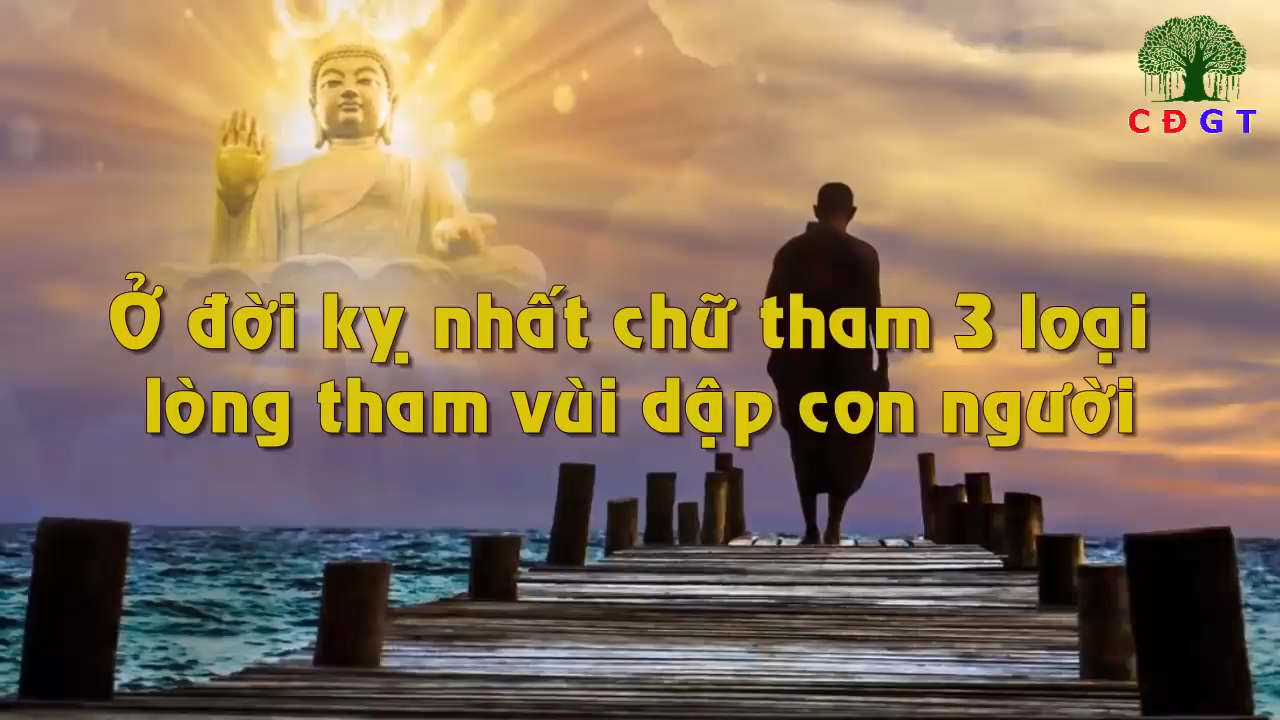 CĐGT
Ở đời kỵ nhất chữ tham 3 loại
lòng tham vùi dập con người